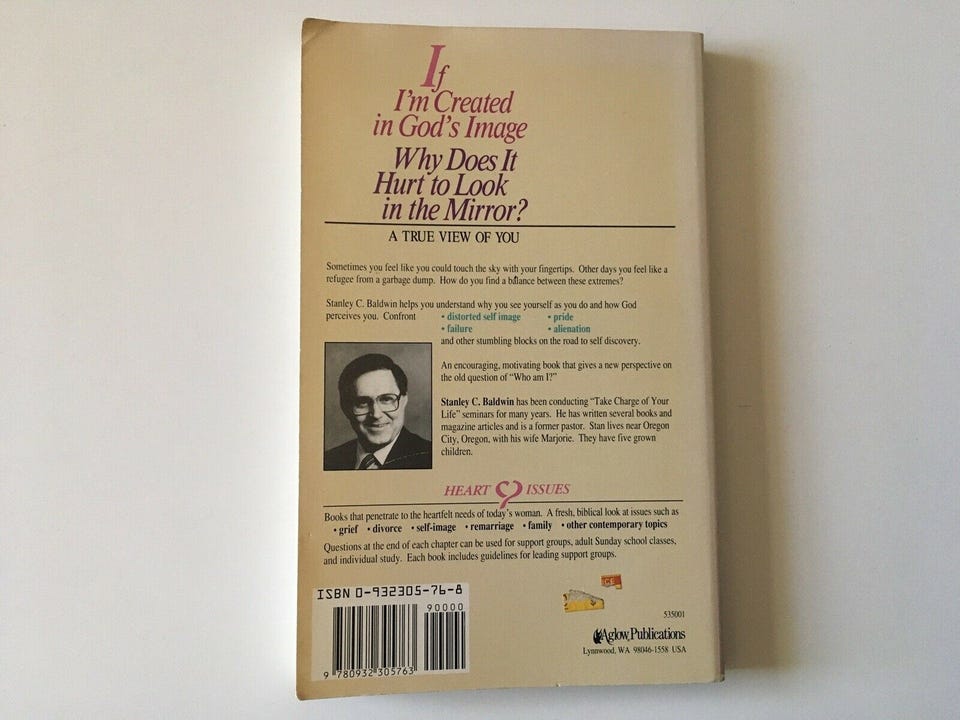 If
I'm Created
in God's Image
Why Does It
Hurt to Look
in the Mirror?
A TRUE VIEW OF YOU
Sometimes you feel like you could touch the sky with your fingertips. Other days you feel like a
refugee from a garbage dump. How do you find a balance between these extremes?
Stanley C. Baldwin helps you understand why you see yourself as you do and how God
perceives you. Confront • distorted self image • pride
• failure • alienation
and other stumbling blocks on the road to self discovery.
An encouraging, motivating book that gives a new perspective on
the old question of "Who am I?"
Stanley C. Baldwin has been conducting "Take Charge of Your
Life" seminars for many years. He has written several books and
magazine articles and is a former pastor. Stan lives near Oregon
City, Oregon, with his wife Marjorie. They have five grown
children.
HEART ISSUES
Books that penetrate to the heartfelt needs of today's woman. A fresh, biblical look at issues such as
• grief • divorce • self-image • remarriage • family • other contemporary topics
Questions at the end of each chapter can be used for support groups, adult Sunday school classes,
and individual study. Each book includes guidelines for leading support groups.
ISBN 0-932305-76-8
90000
9 780932 305763
ICE
535001
Aglow Publications
Lynnwood, WA 98046-1558 USA